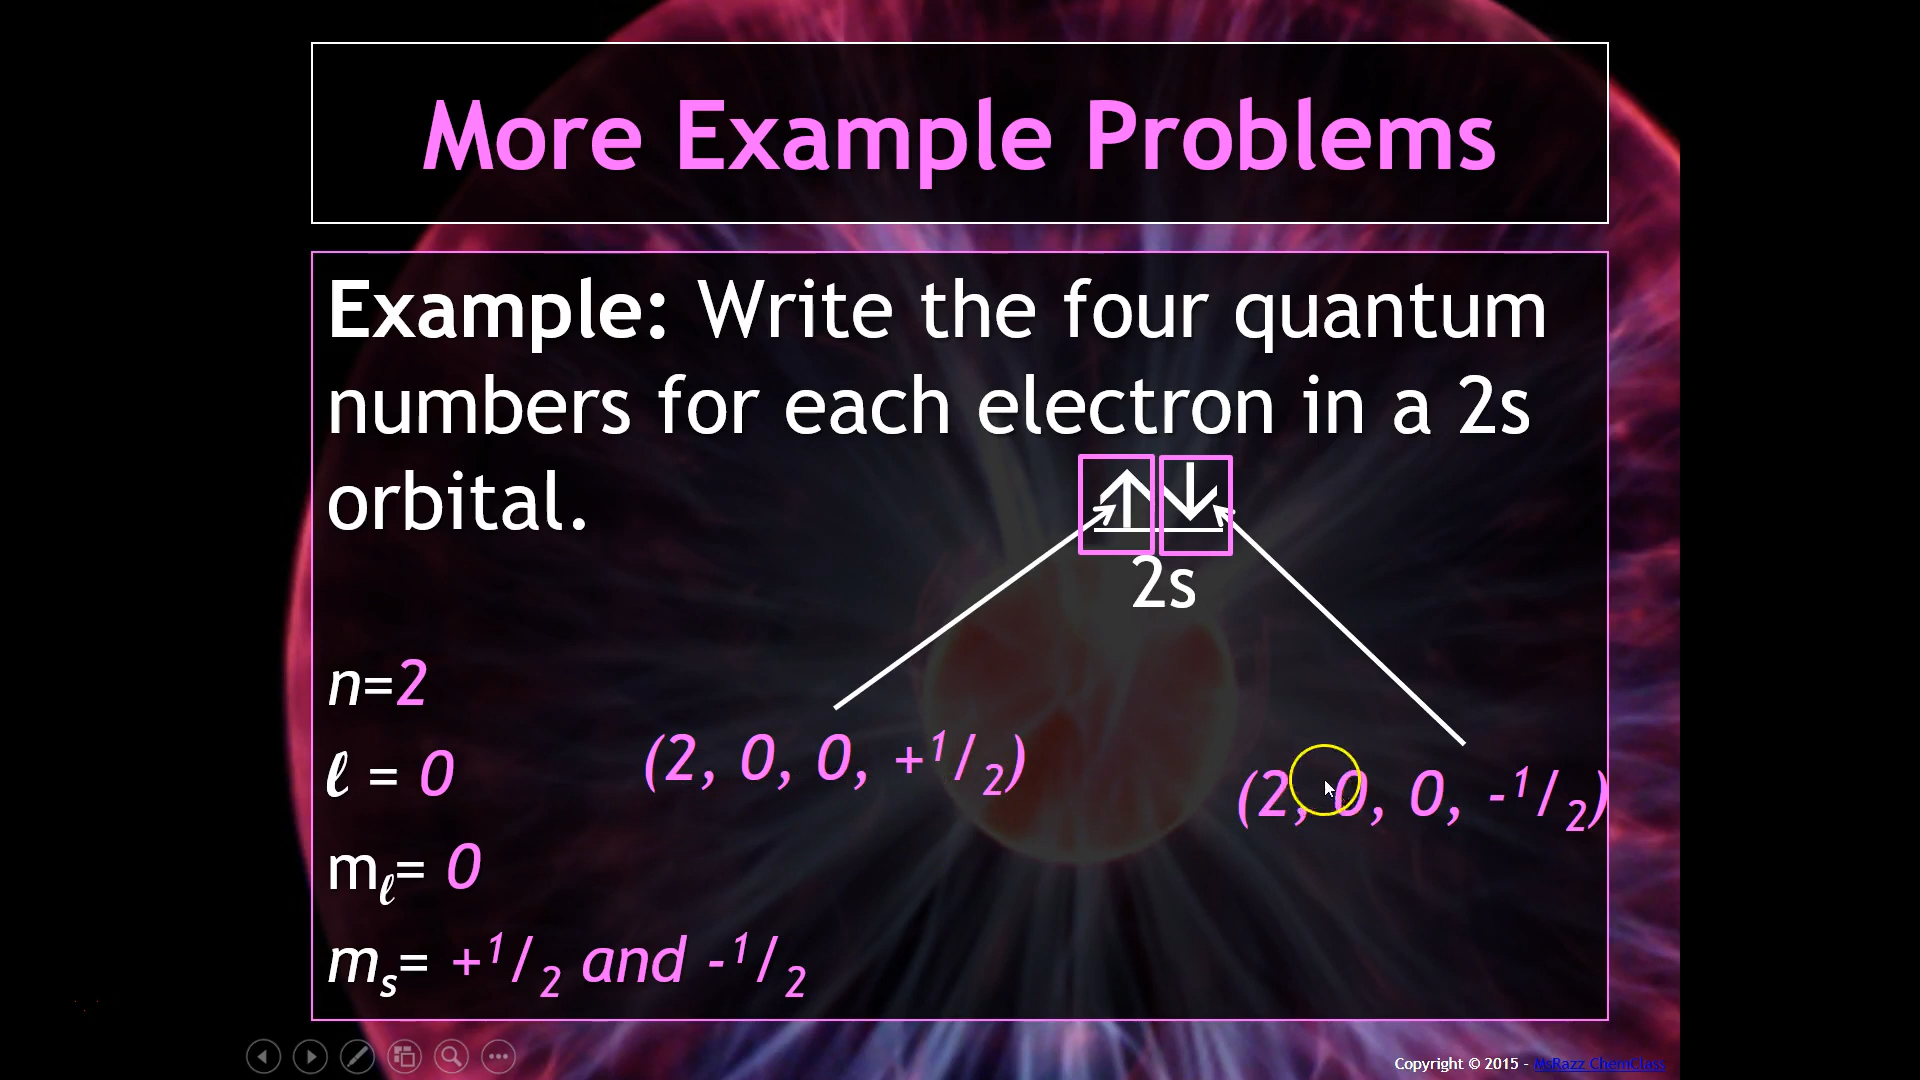 More Example Problems
Example: Write the four quantum
numbers for each electron in a 2s
orbital.
2s
n=2
ℓ = 0
mℓ= 0
ms= +1/2 and -1/2
(2, 0, 0, +1/2)
(2, 0, 0, -1/2)
Copyright © 2015 - MsRazz ChemClass